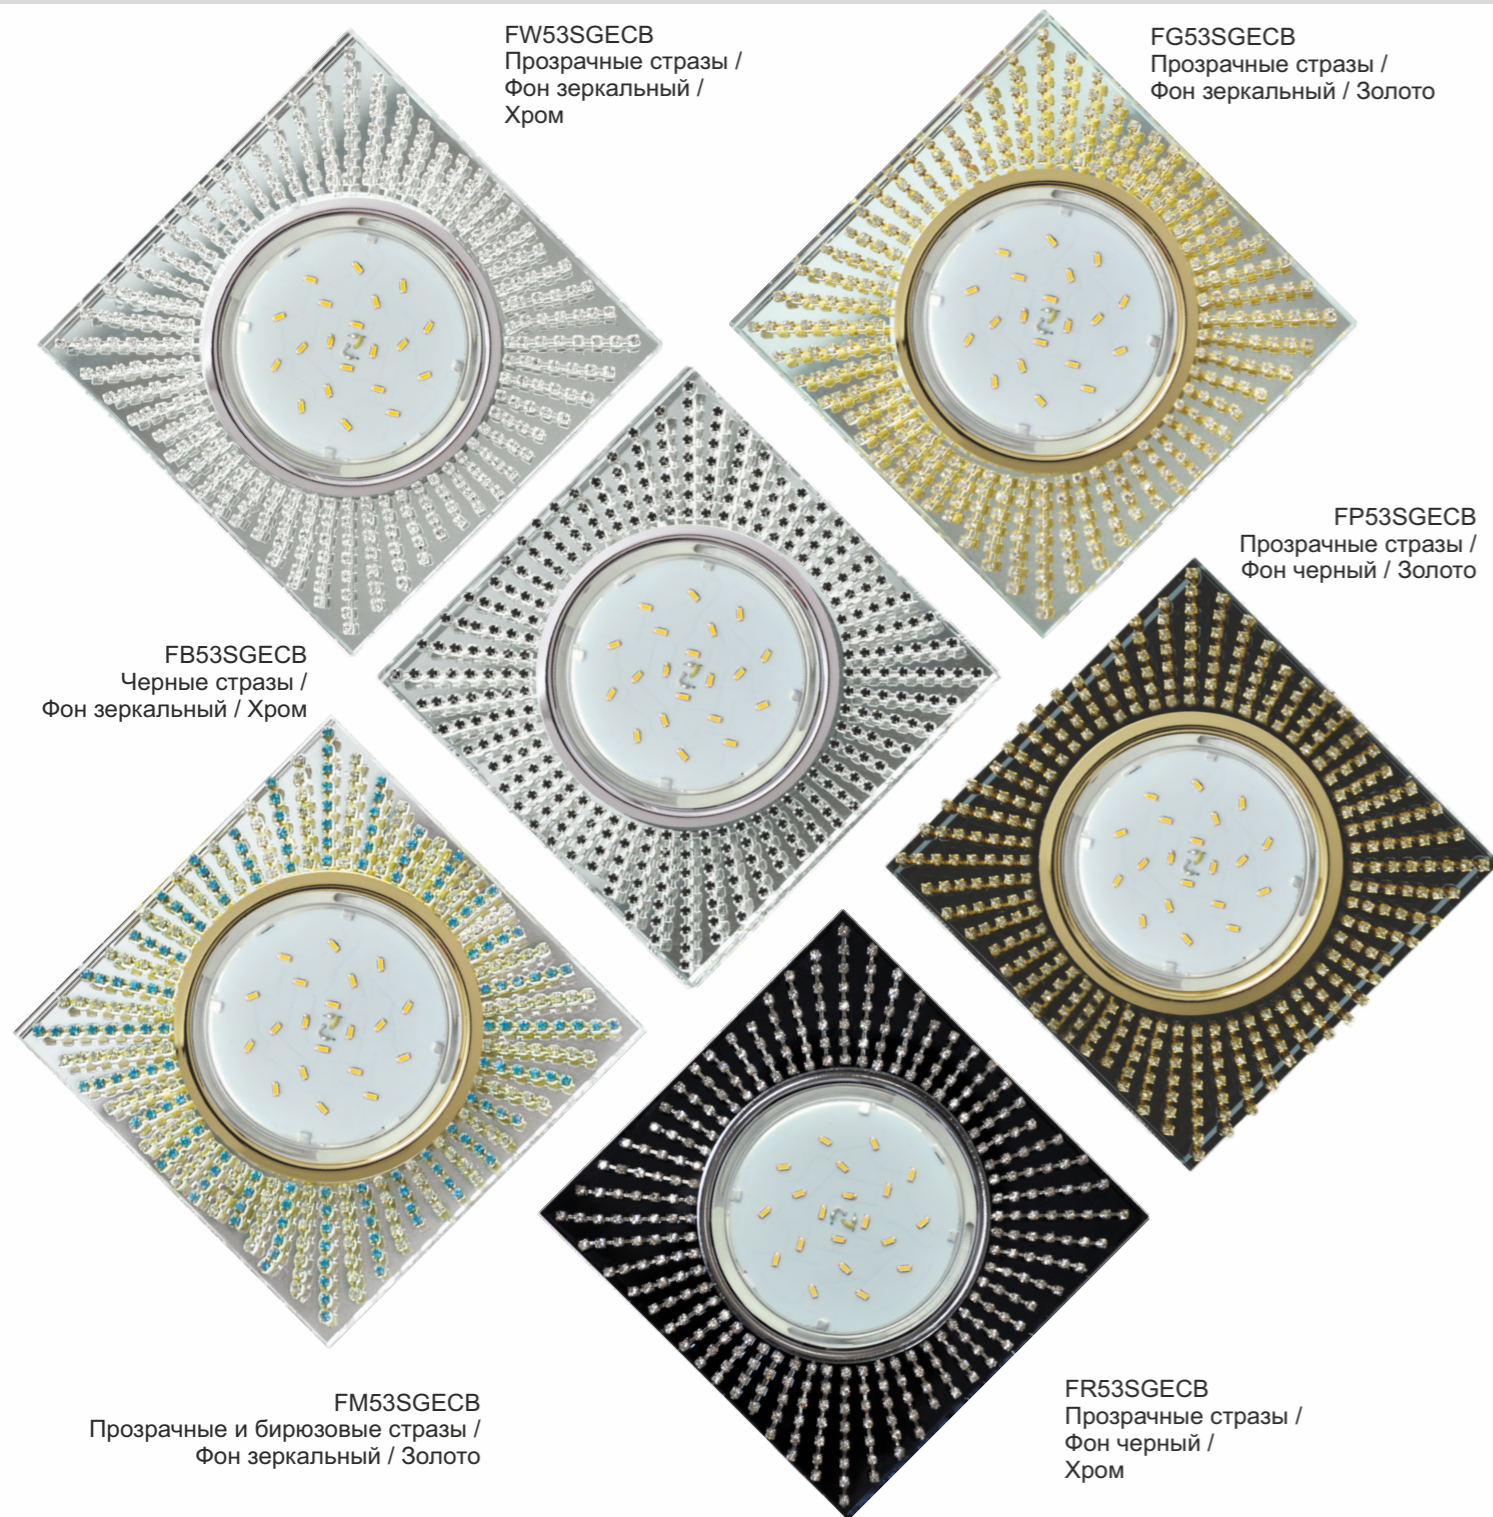 FW53SGECB
Прозрачные стразы /
Фон зеркальный /
Хром
FG53SGECB
Прозрачные стразы /
Фон зеркальный / Золото
FP53SGECB
Прозрачные стразы /
Фон черный / Золото
FB53SGECB
Черные стразы /
Фон зеркальный / Хром
FM53SGECB
Прозрачные и бирюзовые стразы /
Фон зеркальный / Золото
FR53SGECB
Прозрачные стразы /
Фон черный /
Хром